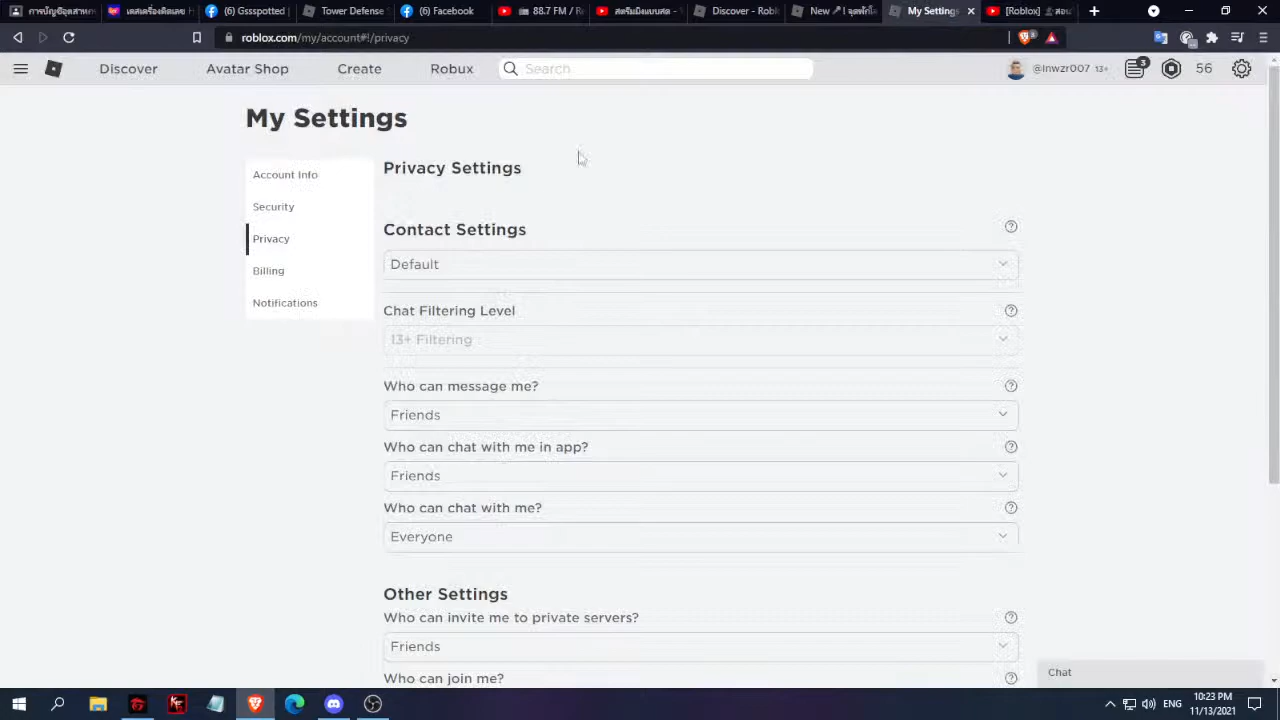 (6) Gssspotted
Tower Defense
(6) Facebook
88.7 FM / R
Discover - Robl
My Settings
[Roblox]
roblox.com/my/account#!/privacy
Discover
Avatar Shop
Create
Robux
Search
@lnwzr007 13+
3
56
My Settings
Account Info
Security
Privacy
Billing
Notifications
Privacy Settings
Contact Settings
Default
Chat Filtering Level
13+ Filtering
Who can message me?
Friends
Who can chat with me in app?
Friends
Who can chat with me?
Everyone
Other Settings
Who can invite me to private servers?
Friends
Who can join me?
Chat
ENG
10:23 PM
11/13/2021